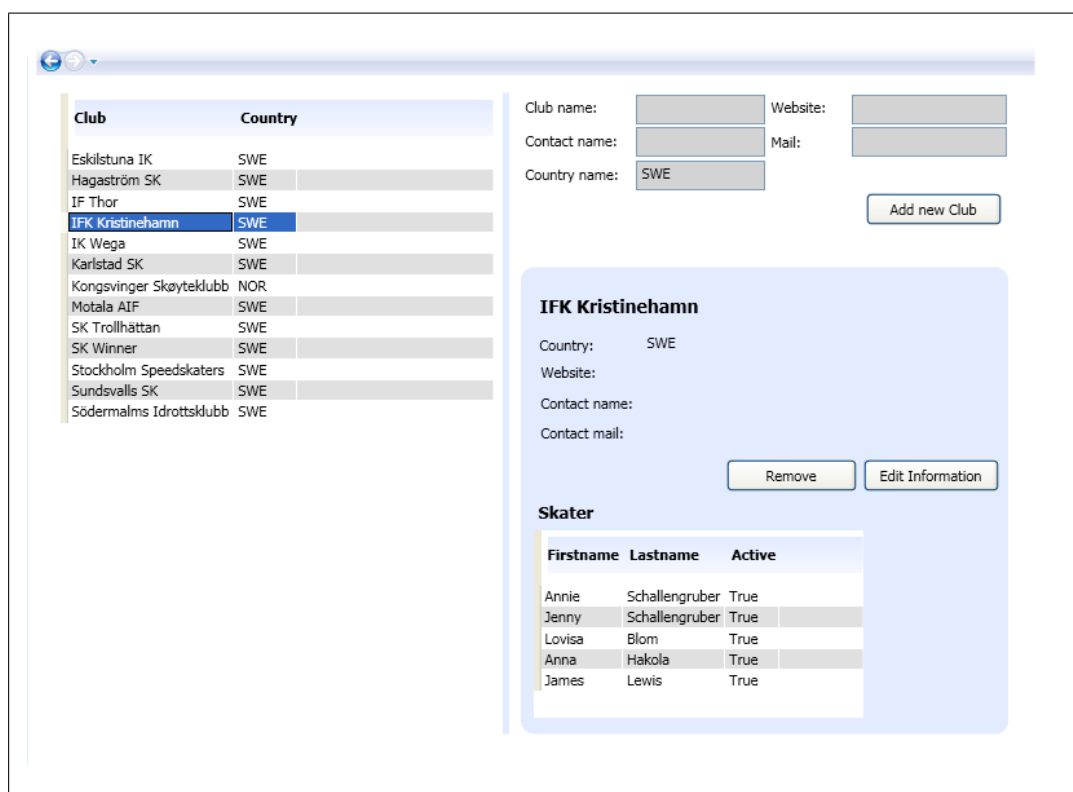 Club Country
Eskilstuna IK SWE
Hagaström SK SWE
IF Thor SWE
IFK Kristinehamn SWE
IK Wega SWE
Karlstad SK SWE
Kongsvinger Skøyteklubb NOR
Motala AIF SWE
SK Trollhättan SWE
SK Winner SWE
Stockholm Speedskaters SWE
Sundsvalls SK SWE
Södermalms Idrottsklubb SWE
Club name: Website:
Contact name: Mail:
Country name: SWE
Add new Club
IFK Kristinehamn
Country: SWE
Website:
Contact name:
Contact mail:
Remove Edit Information
Skater
Firstname Lastname Active
Annie Schallengruber True
Jenny Schallengruber True
Lovisa Blom True
Anna Hakola True
James Lewis True